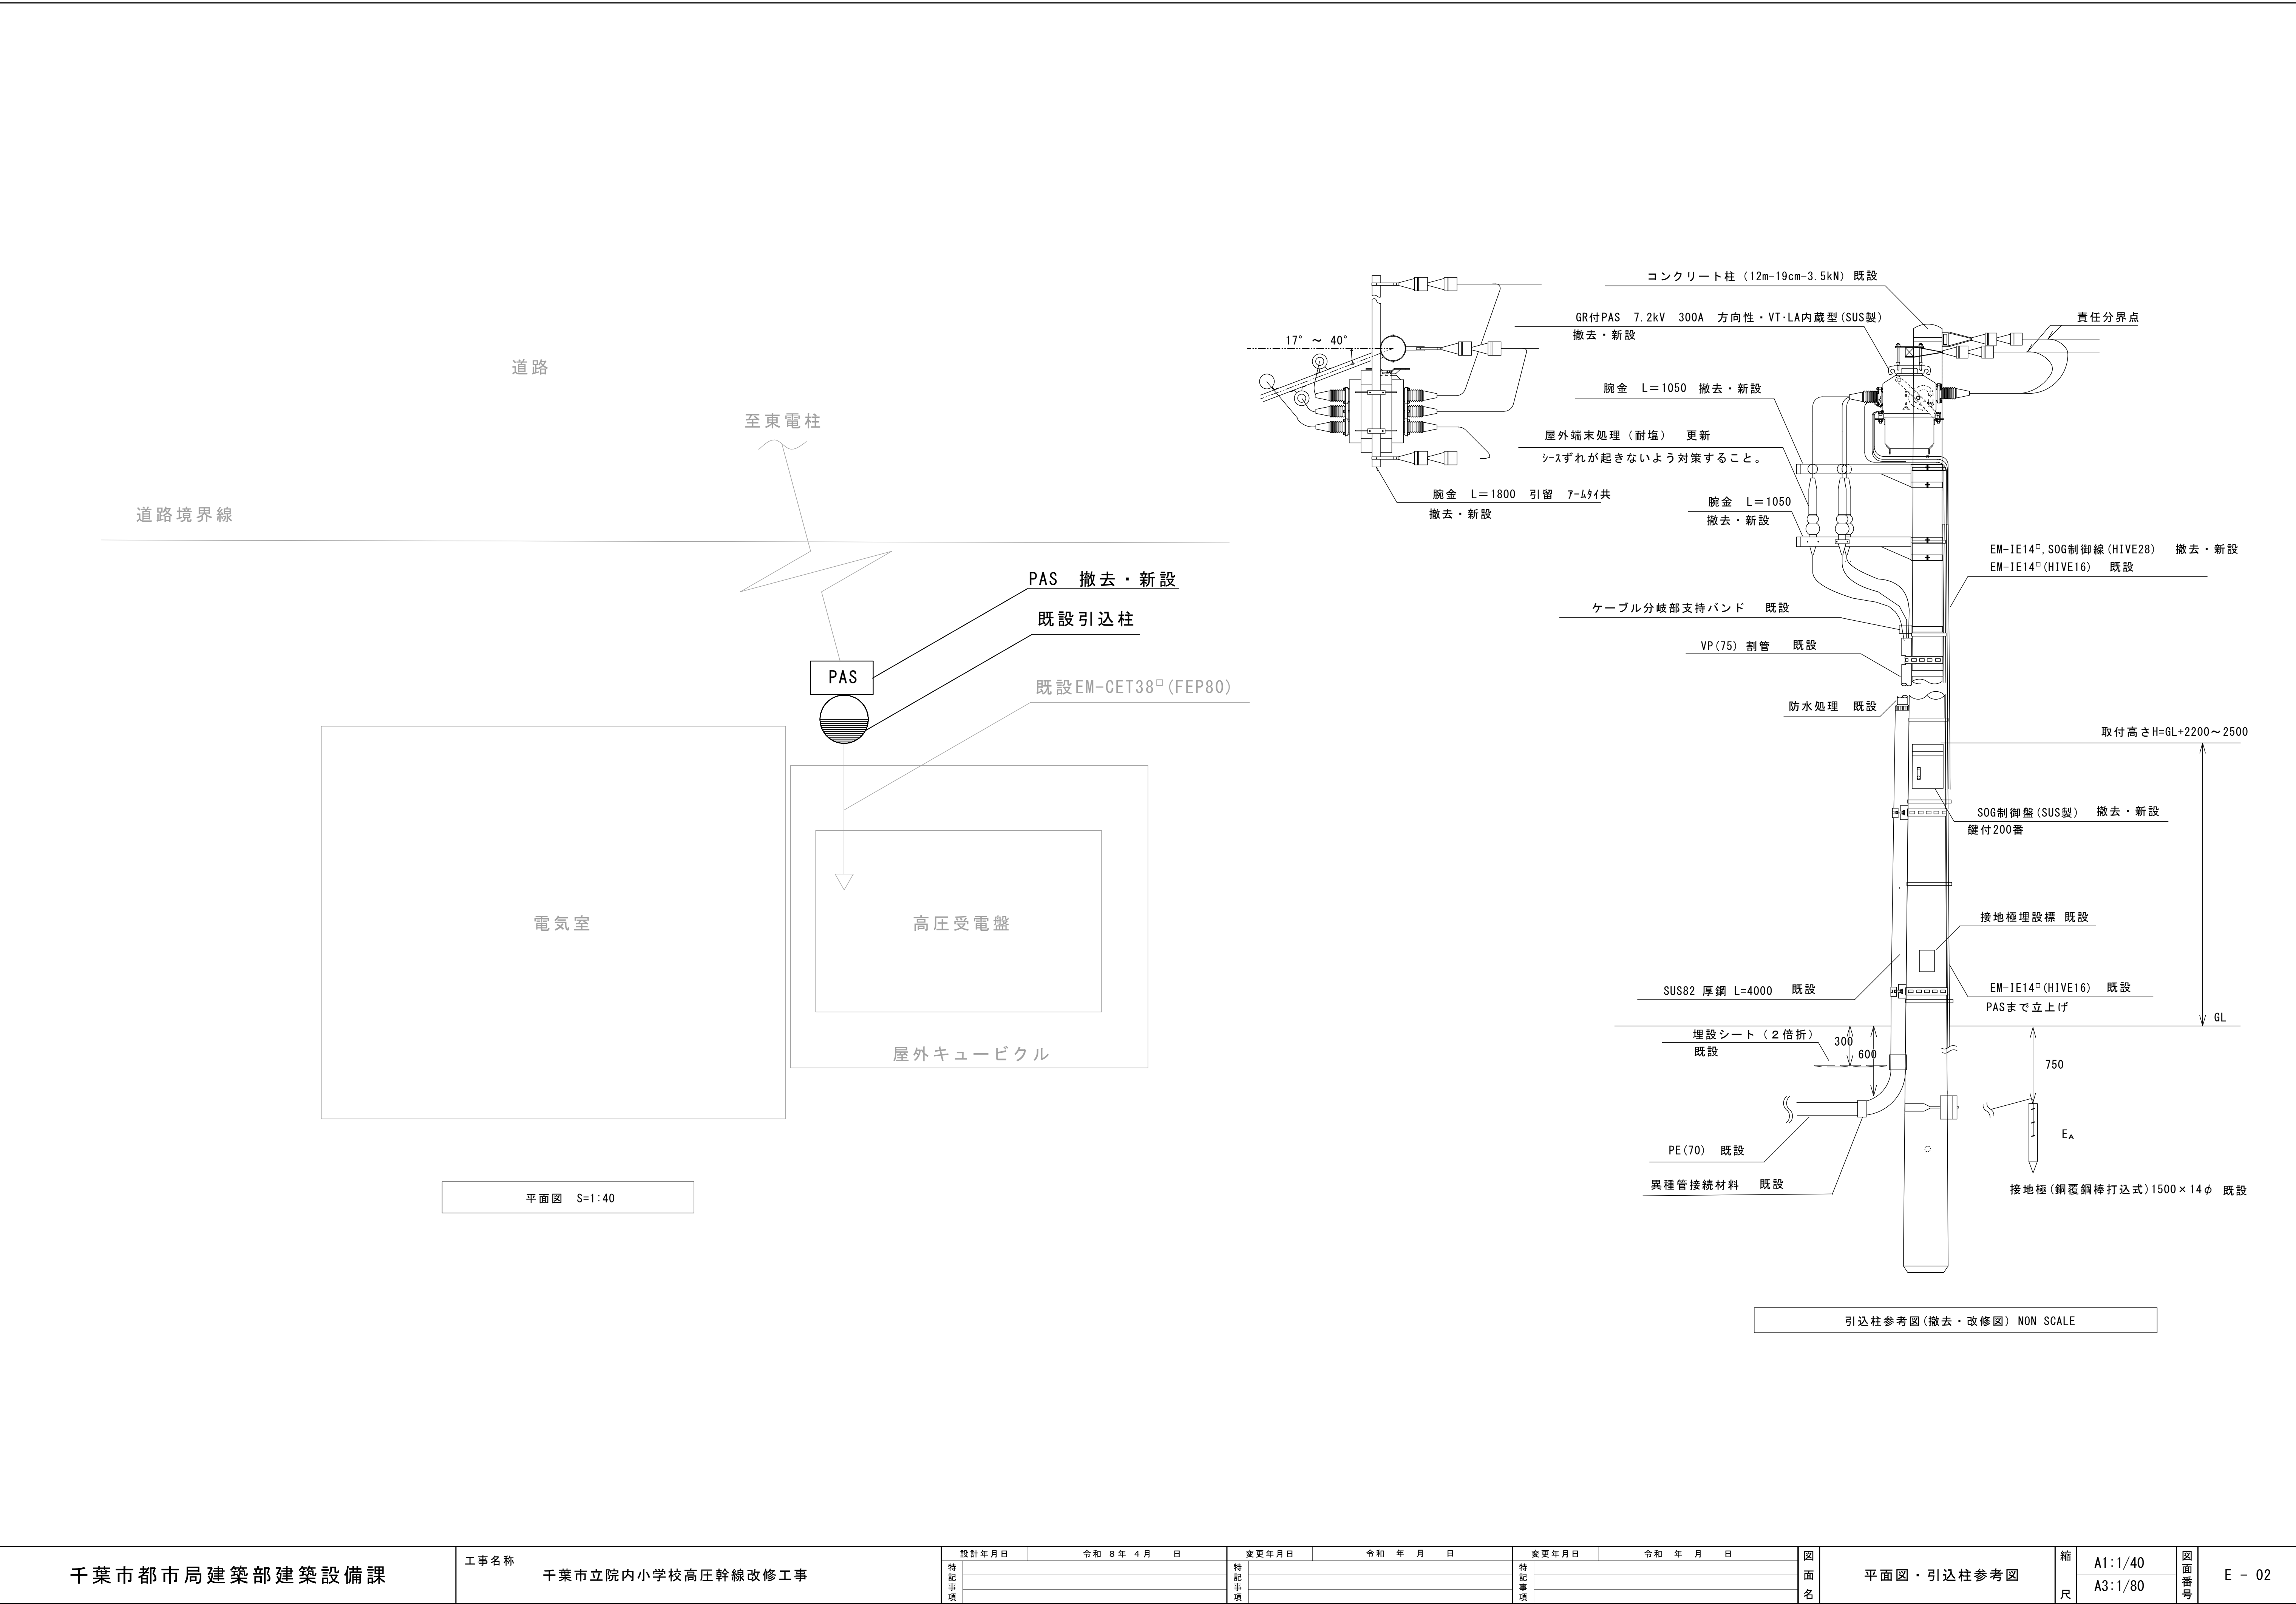 道路
至東電柱
道路境界線
PAS 撤去・新設
既設引込柱
PAS
既設EM-CET38□(FEP80)
電気室
高圧受電盤
屋外キュービクル
平面図 S=1:40
17° ～ 40°
腕金 L＝1800 引留 ｱｰﾑﾀｲ共
撤去・新設
コンクリート柱 (12m-19cm-3.5kN) 既設
GR付PAS 7.2kV 300A 方向性・VT･LA内蔵型(SUS製)
撤去・新設
責任分界点
腕金 L＝1050 撤去・新設
屋外端末処理（耐塩） 更新
ｼｰｽずれが起きないよう対策すること。
腕金 L＝1050
撤去・新設
EM-IE14□,SOG制御線(HIVE28) 撤去・新設
EM-IE14□(HIVE16) 既設
ケーブル分岐部支持バンド 既設
VP(75) 割管 既設
防水処理 既設
取付高さH=GL+2200～2500
SOG制御盤(SUS製) 撤去・新設
鍵付200番
接地極埋設標 既設
SUS82 厚鋼 L=4000 既設
EM-IE14□(HIVE16) 既設
PASまで立上げ
GL
埋設シート（２倍折）
既設
300
600
750
EA
PE(70) 既設
異種管接続材料 既設
接地極(銅覆鋼棒打込式)1500×14φ 既設
引込柱参考図(撤去・改修図) NON SCALE
千葉市都市局建築部建築設備課
工事名称
千葉市立院内小学校高圧幹線改修工事
設計年月日 令和 8年 4月 日
特記事項
変更年月日 令和 年 月 日
特記事項
変更年月日 令和 年 月 日
特記事項
図面名
平面図・引込柱参考図
縮尺
A1:1/40
A3:1/80
図面番号
E - 02